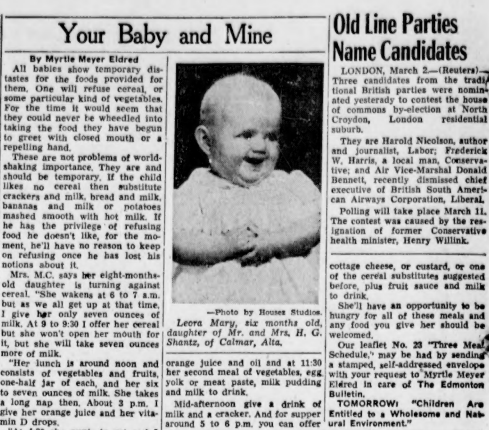 Your Baby and Mine
By Myrtle Meyer Eldred
All babies show temporary dis-
tastes for the foods provided for
them. One will refuse cereal, or
some particular kind of vegetables.
For the time it would seem that
they could never be wheedled into
taking the food they have begun
to greet with closed mouth or a
repelling hand.
These are not problems of world-
shaking importance. They are and
should be temporary. If the child
likes no cereal then substitute
crackers and milk, bread and milk,
bananas and milk or potatoes
mashed smooth with hot milk. If
he has the privilege of refusing
food he doesn't like, for the mo-
ment, he'll have no reason to keep
on refusing once he has lost his
notions about it.
Mrs. M.C. says her eight-months-
old daughter is turning against
cereal. "She wakens at 6 to 7 a.m.
but as we all get up at that time,
I give her only seven ounces of
milk. At 9 to 9:30 I offer her cereal
but she won't open her mouth for
it, but she will take seven ounces
more of milk.
"Her lunch is around noon and
consists of vegetables and fruits,
one-half jar of each, and her six
to seven ounces of milk. She takes
a long nap then. About 3 p.m. I
give her orange juice and her vita-
min D drops.
—Photo by Houses Studios.
Leora Mary, six months old,
daughter of Mr. and Mrs. H. G.
Shantz, of Calmar, Alta.
orange juice and oil and at 11:30
her second meal of vegetables, egg
yolk or meat paste, milk pudding
and milk to drink.
Mid-afternoon give a drink of
milk and a cracker. And for supper
around 5 to 6 p.m. you can offer
Old Line Parties
Name Candidates
LONDON, March 2.—(Reuters)—
Three candidates from the tradi-
tional British parties were nomin-
ated yesterady to contest the house
of commons by-election at North
Croydon, London residential
suburb.
They are Harold Nicolson, author
and journalist, Labor; Frederick
W. Harris, a local man, Conserva-
tive; and Air Vice-Marshal Donald
Bennett, recently dismissed chief
executive of British South Ameri-
can Airways Corporation, Liberal.
Polling will take place March 11.
The contest was caused by the res-
ignation of former Conservative
health minister, Henry Willink.
cottage cheese, or custard, or one
of the cereal substitutes suggested
before, plus fruit sauce and milk
to drink.
She'll have an opportunity to be
hungry for all of these meals and
any food you give her should be
welcomed.
Our leaflet No. 23 "Three Meal
Schedule," may be had by sending
a stamped, self-addressed envelope
with your request to Myrtle Meyer
Eldred in care of The Edmonton
Bulletin.
TOMORROW: "Children Are
Entitled to a Wholesome and Nat-
ural Environment."